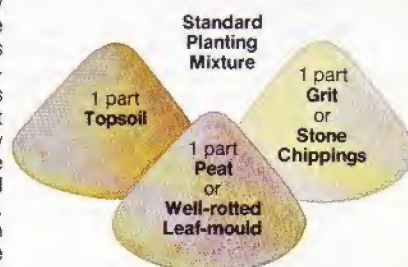 Standard
Planting
Mixture
1 part
Topsoil
1 part
Peat
or
Well-rotted
Leaf-mould
1 part
Grit
or
Stone
Chippings